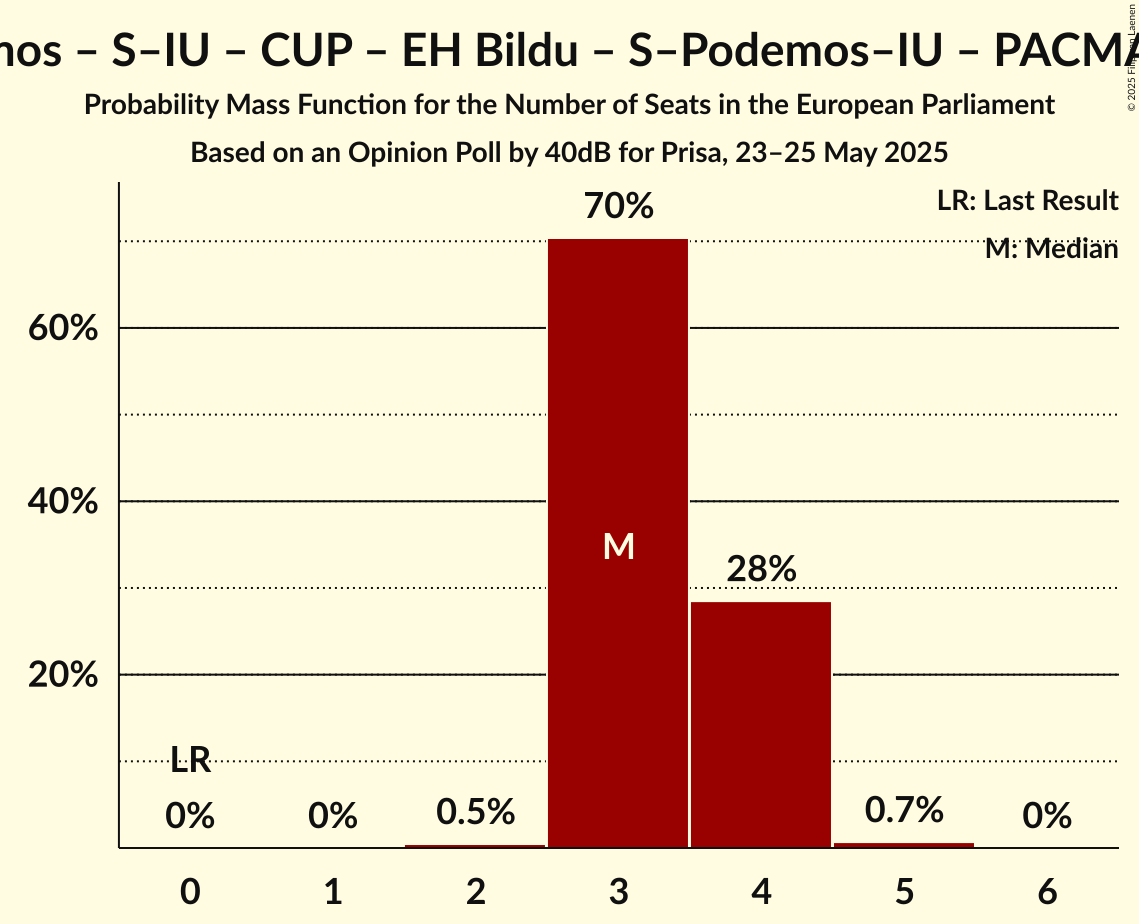 – S–IU – CUP – EH Bildu – S–Podemos–IU –
Probability Mass Function for the Number of Seats in the European Parliament
Based on an Opinion Poll by 40dB for Prisa, 23–25 May 2025
© 2025 Filip van Laenen
LR: Last Result
M: Median
70%
60%
M
40%
28%
20%
LR
0% 0% 0.5% 0.7% 0%
0 1 2 3 4 5 6